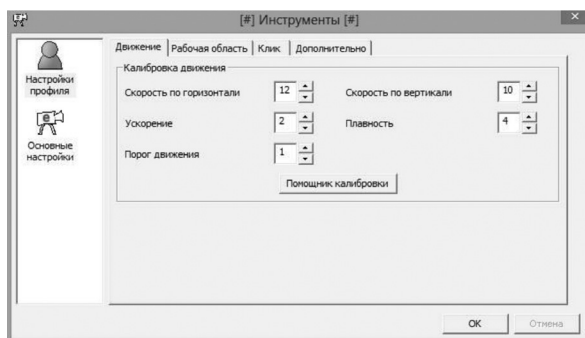 [#] Инструменты [#]
Настройки
профиля
Основные
настройки
Движение Рабочая область Клик Дополнительно
Калибровка движения
Скорость по горизонтали 12 Скорость по вертикали 10
Ускорение 2 Плавность 4
Порог движения 1
Помощник калибровки
OK Отмена